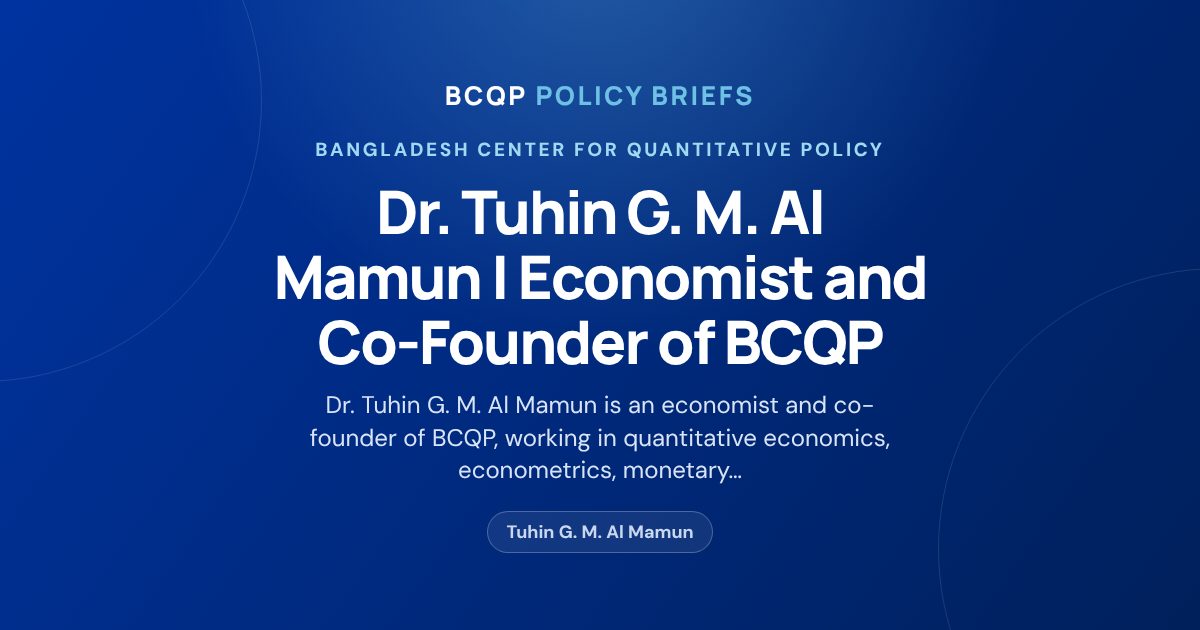 BCQP POLICY BRIEFS
BANGLADESH CENTER FOR QUANTITATIVE POLICY
Dr. Tuhin G. M. Al
Mamun | Economist and
Co-Founder of BCQP
Dr. Tuhin G. M. Al Mamun is an economist and co-
founder of BCQP, working in quantitative economics,
econometrics, monetary...
Tuhin G. M. Al Mamun